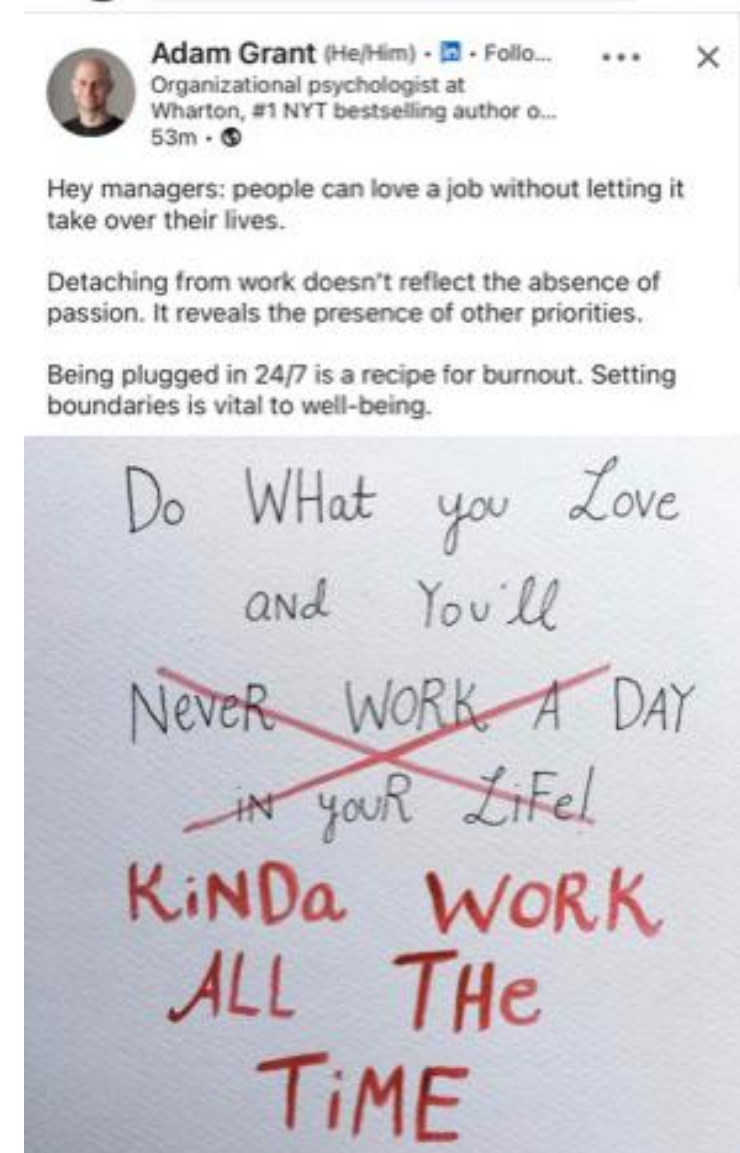 Adam Grant (He/Him) • in • Follo...
Organizational psychologist at
Wharton, #1 NYT bestselling author o...
53m •
Hey managers: people can love a job without letting it
take over their lives.
Detaching from work doesn't reflect the absence of
passion. It reveals the presence of other priorities.
Being plugged in 24/7 is a recipe for burnout. Setting
boundaries is vital to well-being.
Do WHat you Love
aND You'll
NeveR WORK A DAY
iN youR LiFe!
KiNDa WORK
ALL THe
TiME